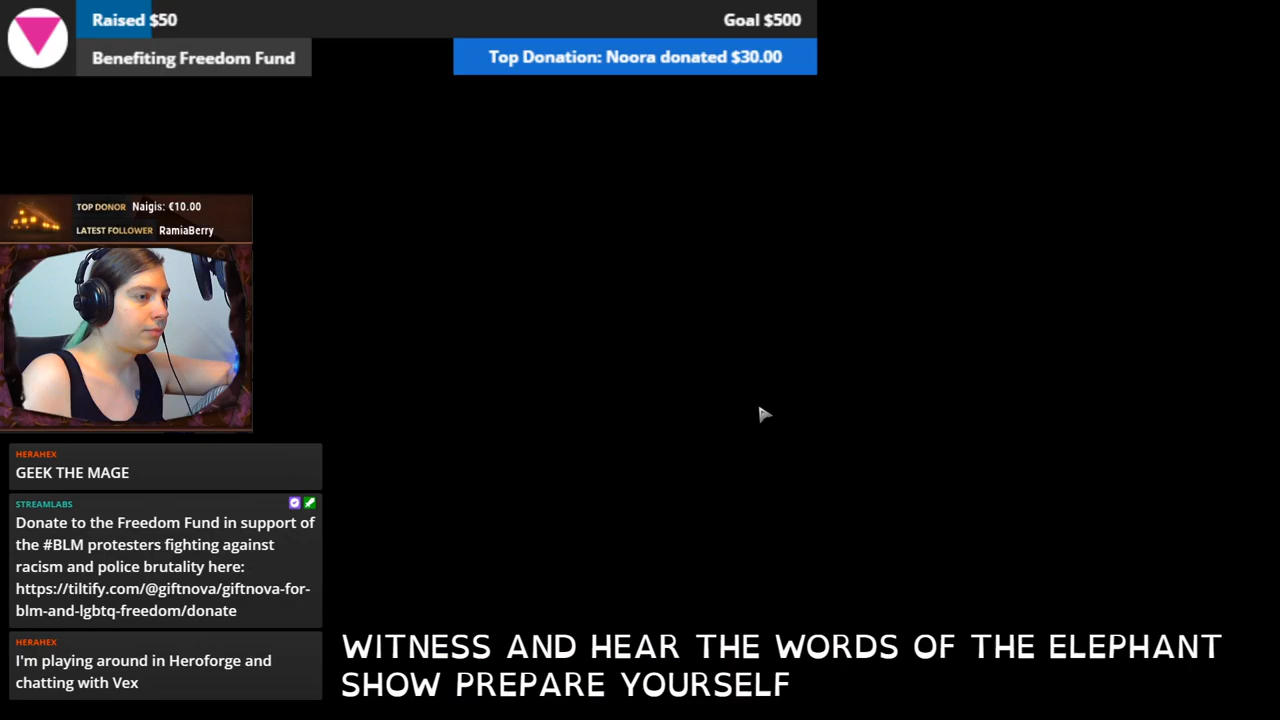 Raised $50
Goal $500
Benefiting Freedom Fund
Top Donation: Noora donated $30.00
TOP DONOR Naigis: €10.00
LATEST FOLLOWER RamiaBerry
HERAHEX
GEEK THE MAGE
STREAMLABS
Donate to the Freedom Fund in support of
the #BLM protesters fighting against
racism and police brutality here:
https://tiltify.com/@giftnova/giftnova-for-
blm-and-lgbtq-freedom/donate
HERAHEX
I'm playing around in Heroforge and
chatting with Vex
WITNESS AND HEAR THE WORDS OF THE ELEPHANT
SHOW PREPARE YOURSELF